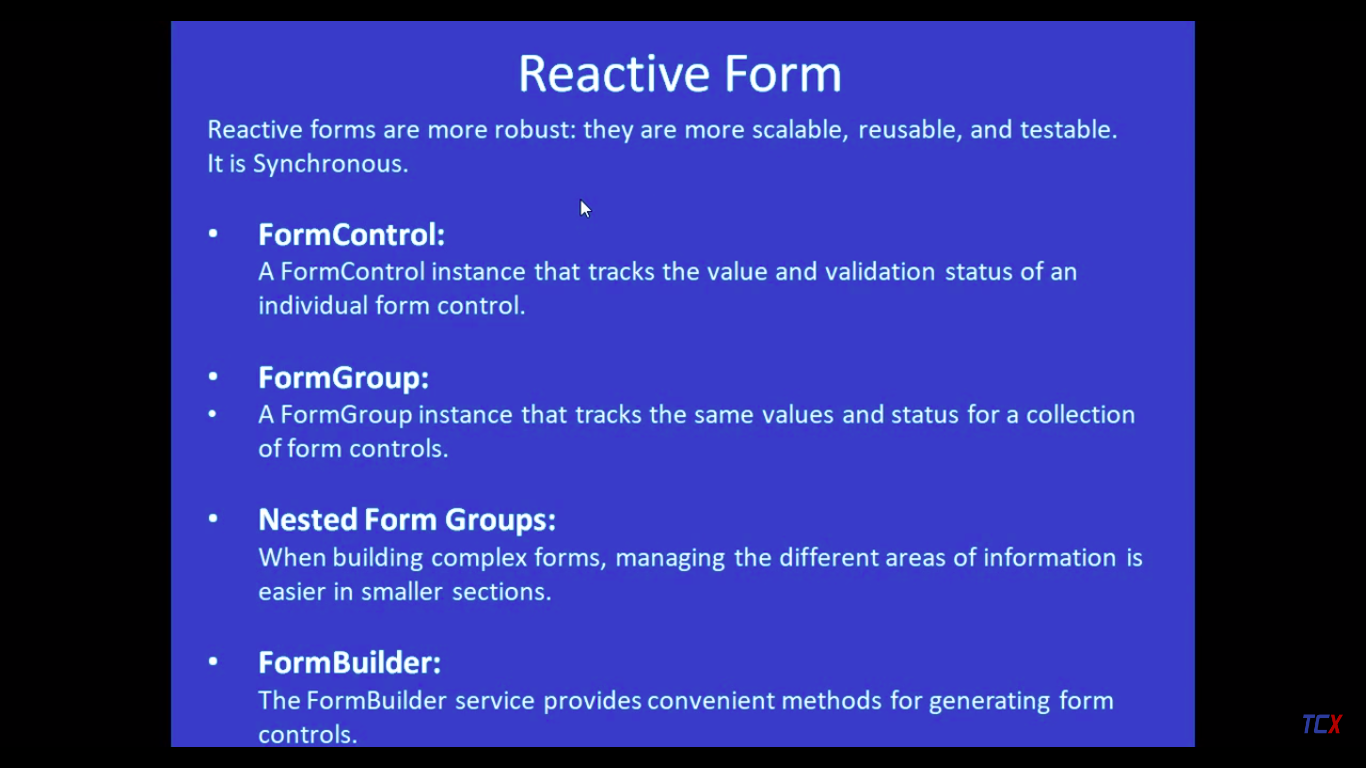 Reactive Form
Reactive forms are more robust: they are more scalable, reusable, and testable.
It is Synchronous.
• FormControl:
A FormControl instance that tracks the value and validation status of an
individual form control.
• FormGroup:
• A FormGroup instance that tracks the same values and status for a collection
of form controls.
• Nested Form Groups:
When building complex forms, managing the different areas of information is
easier in smaller sections.
• FormBuilder:
The FormBuilder service provides convenient methods for generating form
controls.
TCX